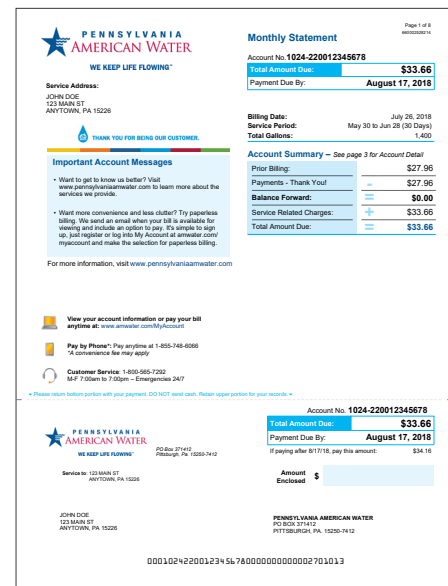 Page 1 of 8
PENNSYLVANIA
AMERICAN WATER
WE KEEP LIFE FLOWING™
Monthly Statement
Account No. 1024-220012345678
Total Amount Due: $33.66
Payment Due By: August 17, 2018
Service Address:
JOHN DOE
123 MAIN ST
ANYTOWN, PA 15226
Billing Date: July 26, 2018
Service Period: May 30 to Jun 28 (30 Days)
Total Gallons: 1,400
THANK YOU FOR BEING OUR CUSTOMER.
Important Account Messages
• Want to get to know us better? Visit
www.pennsylvaniaamwater.com to learn more about the
services we provide.
• Want more convenience and less clutter? Try paperless
billing. We send an email when your bill is available for
viewing and include an option to pay. It's simple to sign
up, just register or log into My Account at amwater.com/
myaccount and make the selection for paperless billing.
For more information, visit www.pennsylvaniaamwater.com
Account Summary – See page 3 for Account Detail
Prior Billing: $27.96
Payments - Thank You! - $27.96
Balance Forward: = $0.00
Service Related Charges: + $33.66
Total Amount Due: = $33.66
View your account information or pay your bill
anytime at: www.amwater.com/MyAccount
Pay by Phone*: Pay anytime at 1-855-748-6066
*A convenience fee may apply
Customer Service: 1-800-565-7292
M-F 7:00am to 7:00pm – Emergencies 24/7
Please return bottom portion with your payment. DO NOT send cash. Retain upper portion for your records.
Account No. 1024-220012345678
Total Amount Due: $33.66
Payment Due By: August 17, 2018
If paying after 8/17/18, pay this amount: $34.16
Amount
Enclosed $
PENNSYLVANIA
AMERICAN WATER
WE KEEP LIFE FLOWING™
PO Box 371412
Pittsburgh, Pa. 15250-7412
Service to: 123 MAIN ST
ANYTOWN, PA 15226
JOHN DOE
123 MAIN ST
ANYTOWN, PA 15226
PENNSYLVANIA AMERICAN WATER
PO BOX 371412
PITTSBURGH, PA. 15250-7412